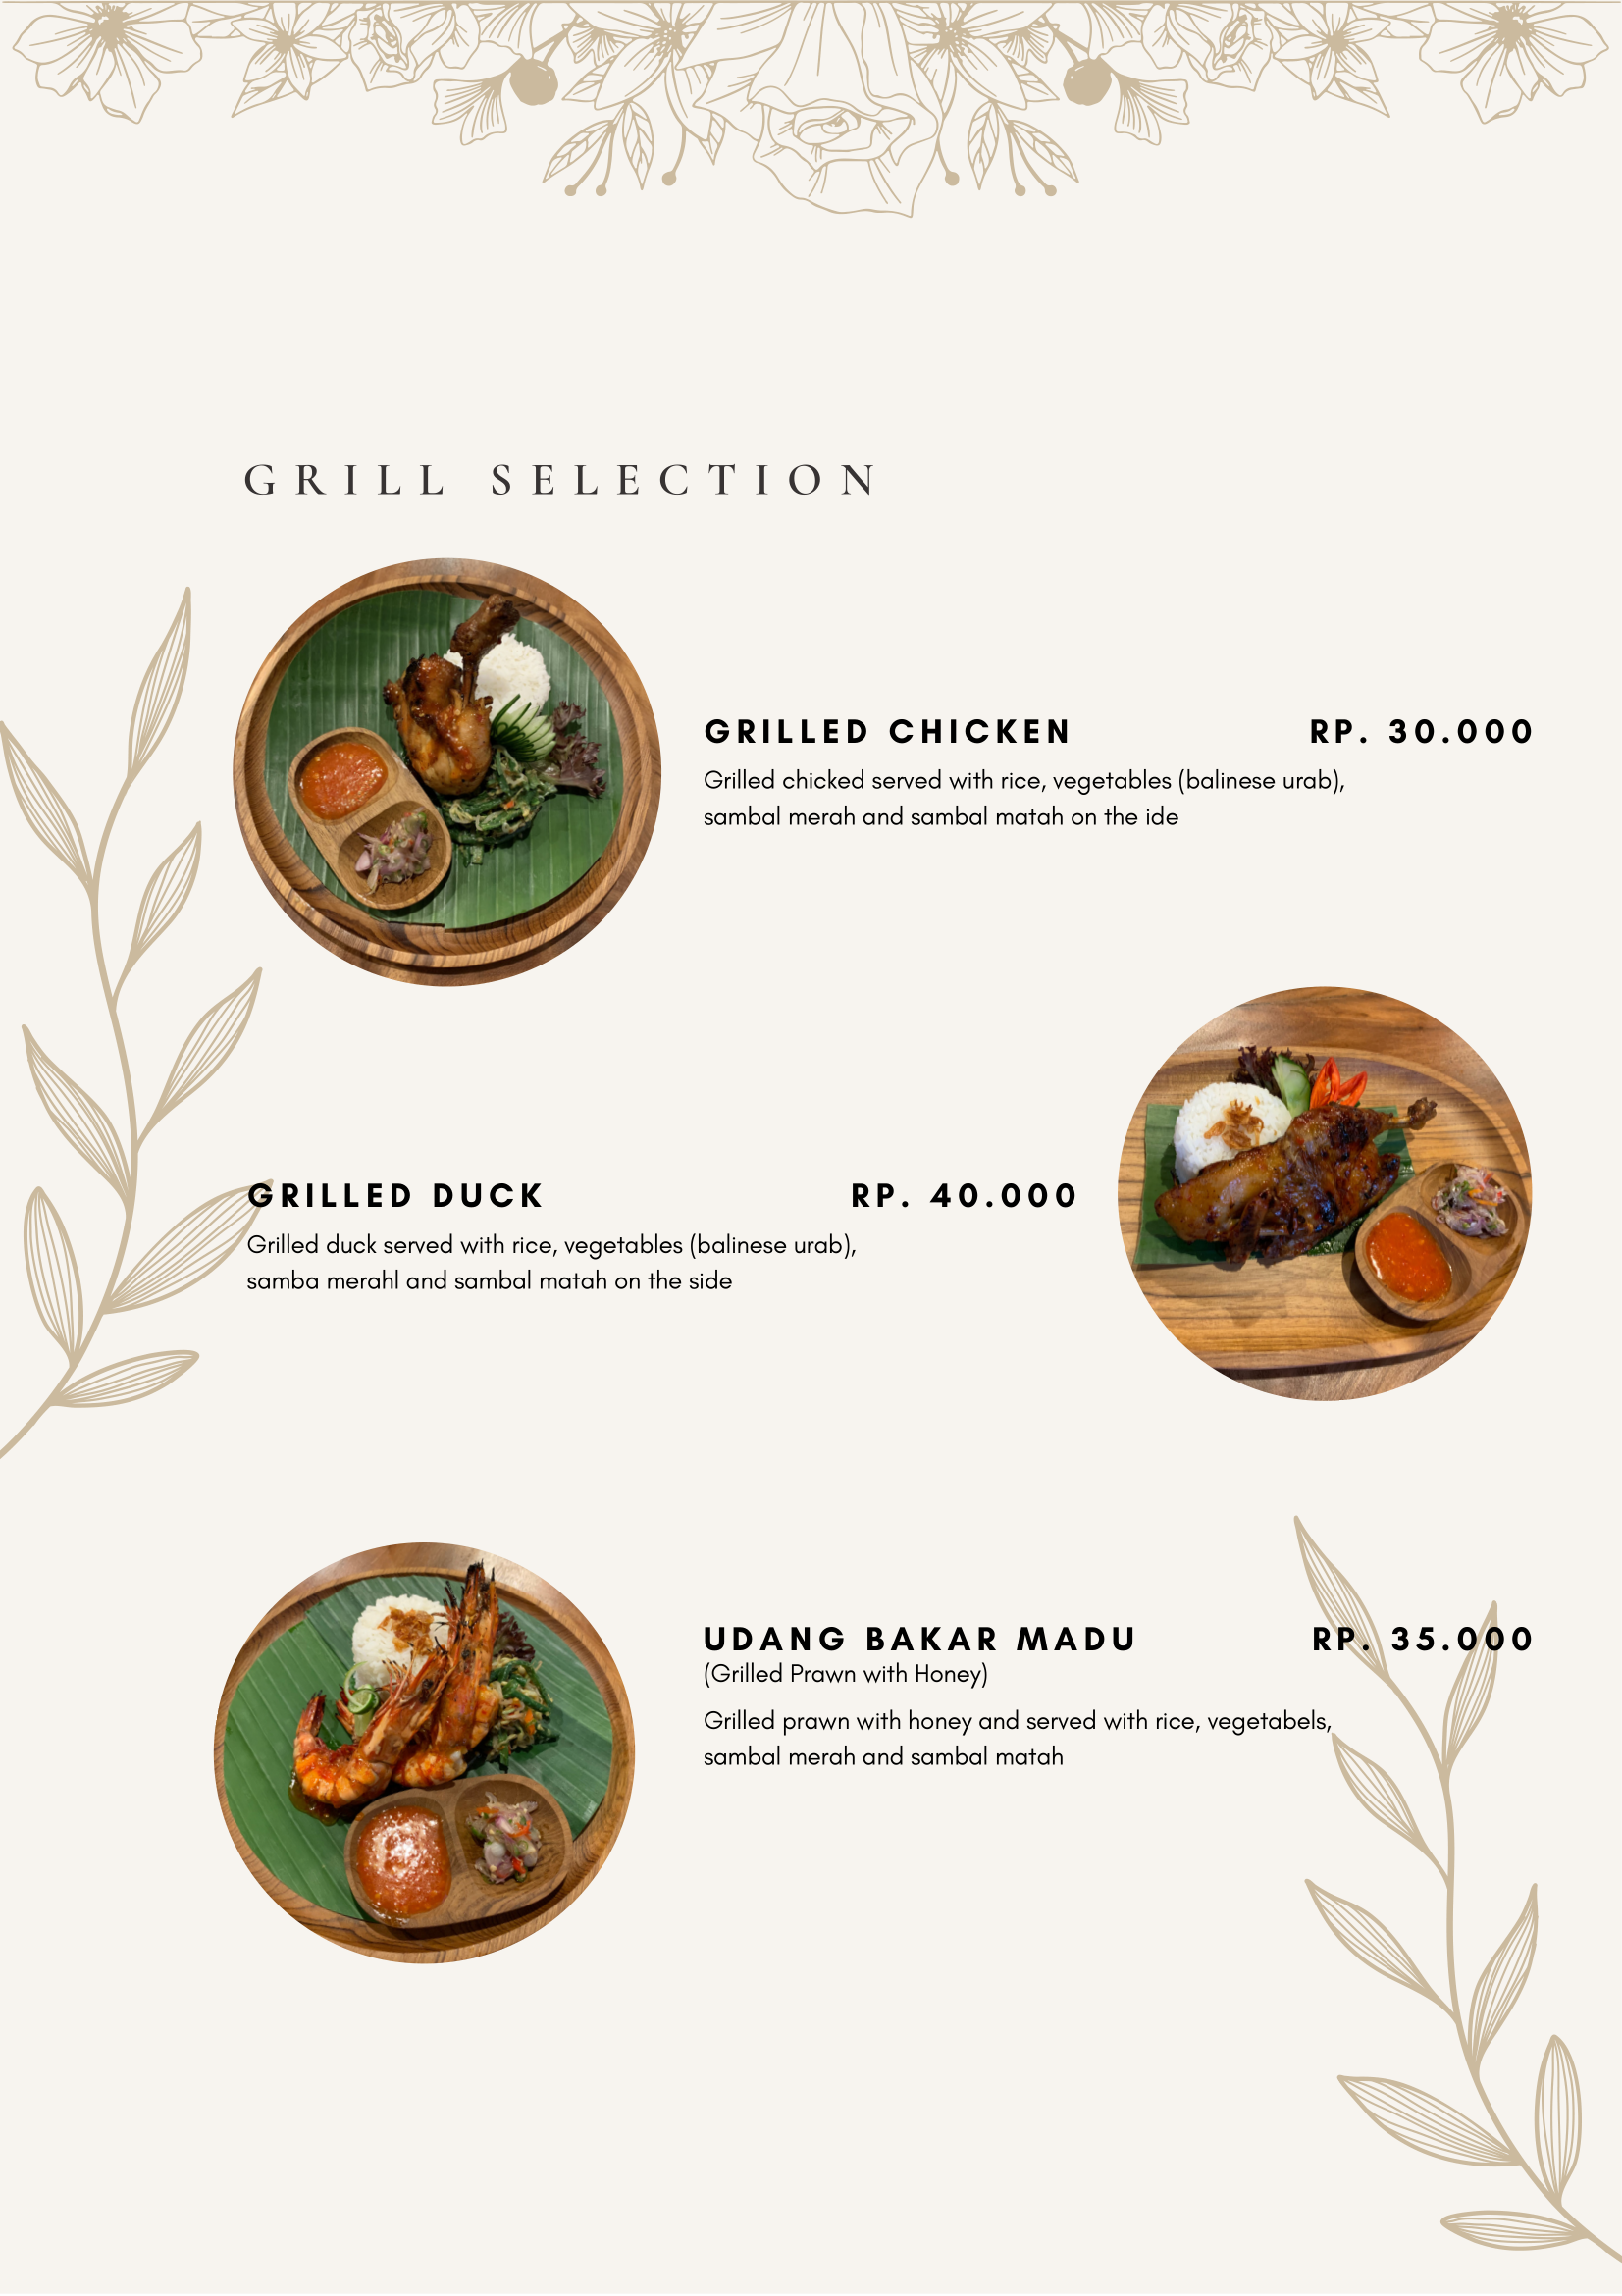 GRILL SELECTION
GRILLED CHICKEN RP. 30.000
Grilled chicked served with rice, vegetables (balinese urab),
sambal merah and sambal matah on the ide
GRILLED DUCK RP. 40.000
Grilled duck served with rice, vegetables (balinese urab),
samba merahl and sambal matah on the side
UDANG BAKAR MADU RP. 35.000
(Grilled Prawn with Honey)
Grilled prawn with honey and served with rice, vegetabels,
sambal merah and sambal matah